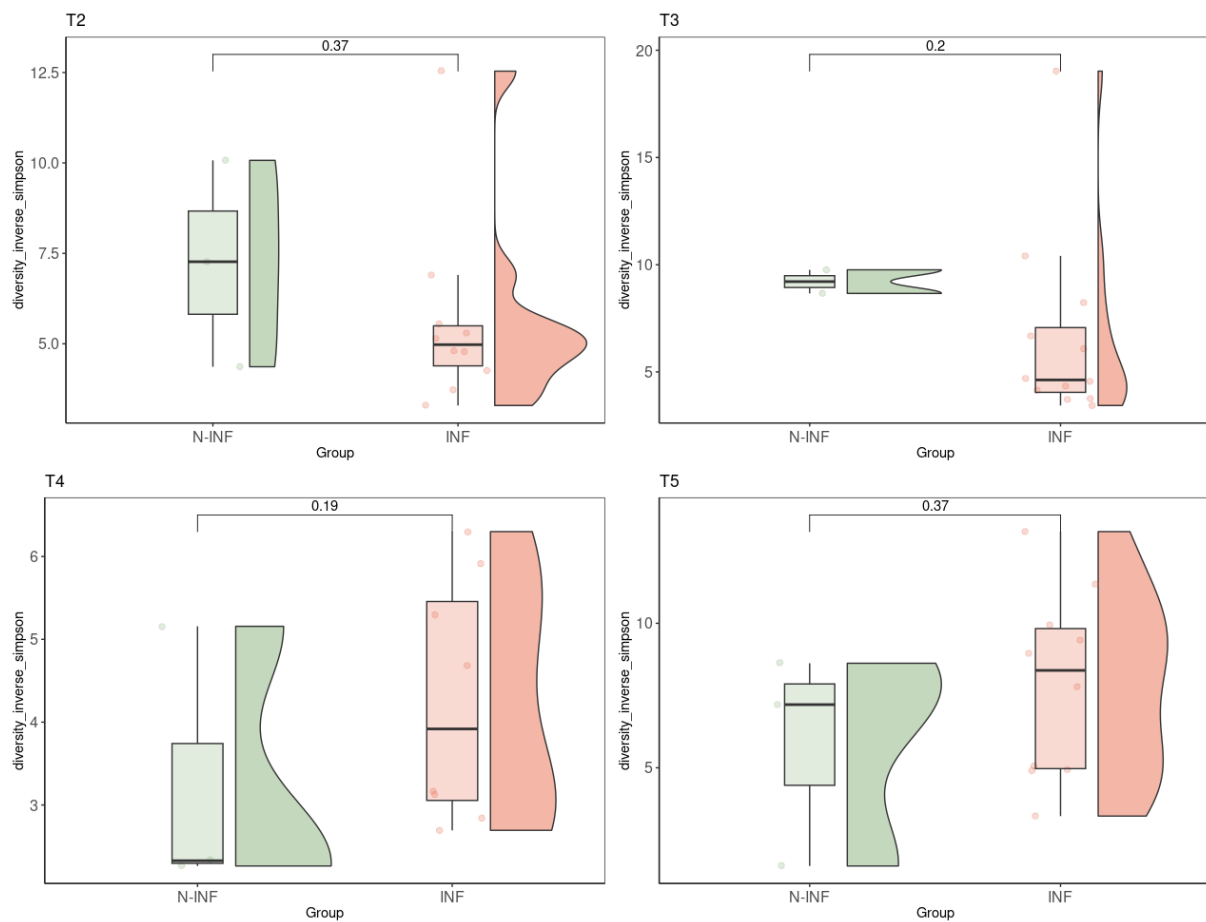 T2
0.37
12.5
10.0
7.5
5.0
diversity_inverse_simpson
N-INF INF
Group
T3
0.2
20
15
10
5
diversity_inverse_simpson
N-INF INF
Group
T4
0.19
6
5
4
3
diversity_inverse_simpson
N-INF INF
Group
T5
0.37
10
5
diversity_inverse_simpson
N-INF INF
Group